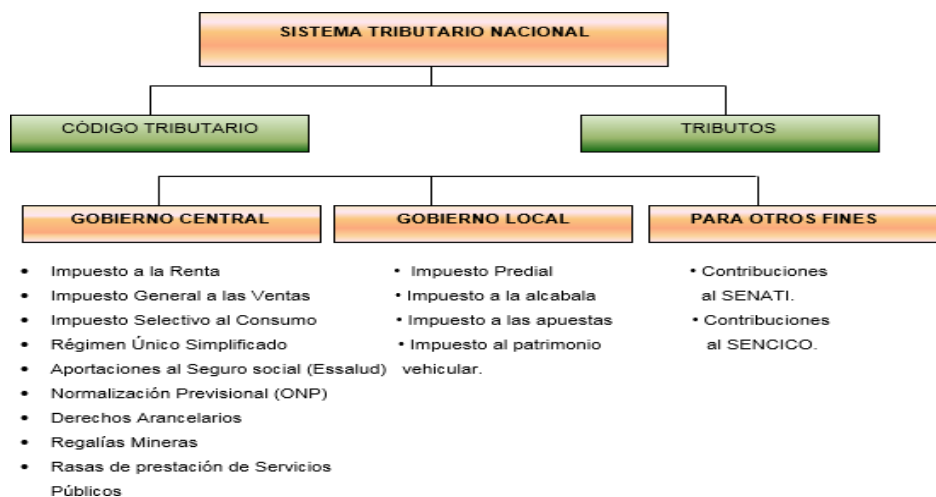 SISTEMA TRIBUTARIO NACIONAL
CÒDIGO TRIBUTARIO
TRIBUTOS
GOBIERNO CENTRAL
• Impuesto a la Renta
• Impuesto General a las Ventas
• Impuesto Selectivo al Consumo
• Régimen Único Simplificado
• Aportaciones al Seguro social (Essalud)
• Normalización Previsional (ONP)
• Derechos Arancelarios
• Regalías Mineras
• Rasas de prestación de Servicios
Públicos
GOBIERNO LOCAL
• Impuesto Predial
• Impuesto a la alcabala
• Impuesto a las apuestas
• Impuesto al patrimonio
vehicular.
PARA OTROS FINES
• Contribuciones
al SENATI.
• Contribuciones
al SENCICO.